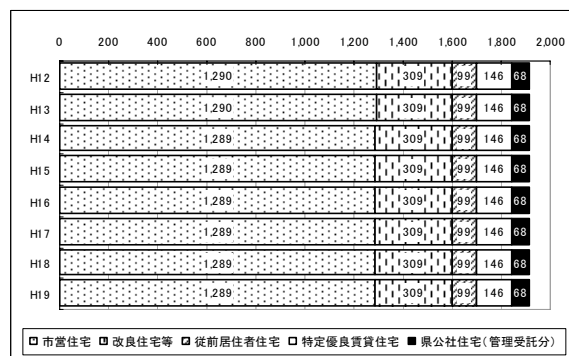 0 200 400 600 800 1,000 1,200 1,400 1,600 1,800 2,000
H12 1,290 309 99 146 68
H13 1,290 309 99 146 68
H14 1,289 309 99 146 68
H15 1,289 309 99 146 68
H16 1,289 309 99 146 68
H17 1,289 309 99 146 68
H18 1,289 309 99 146 68
H19 1,289 309 99 146 68
市営住宅 改良住宅等 従前居住者住宅 特定優良賃貸住宅 県公社住宅(管理受託分)